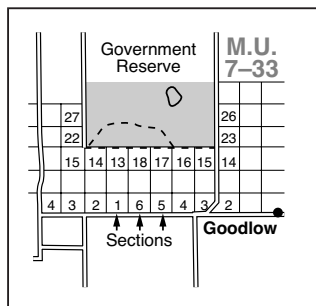 Government
Reserve
M.U.
7–33
27
26
22
23
15 14 13 18 17 16 15 14
4 3 2 1 6 5 4 3 2
Sections
Goodlow